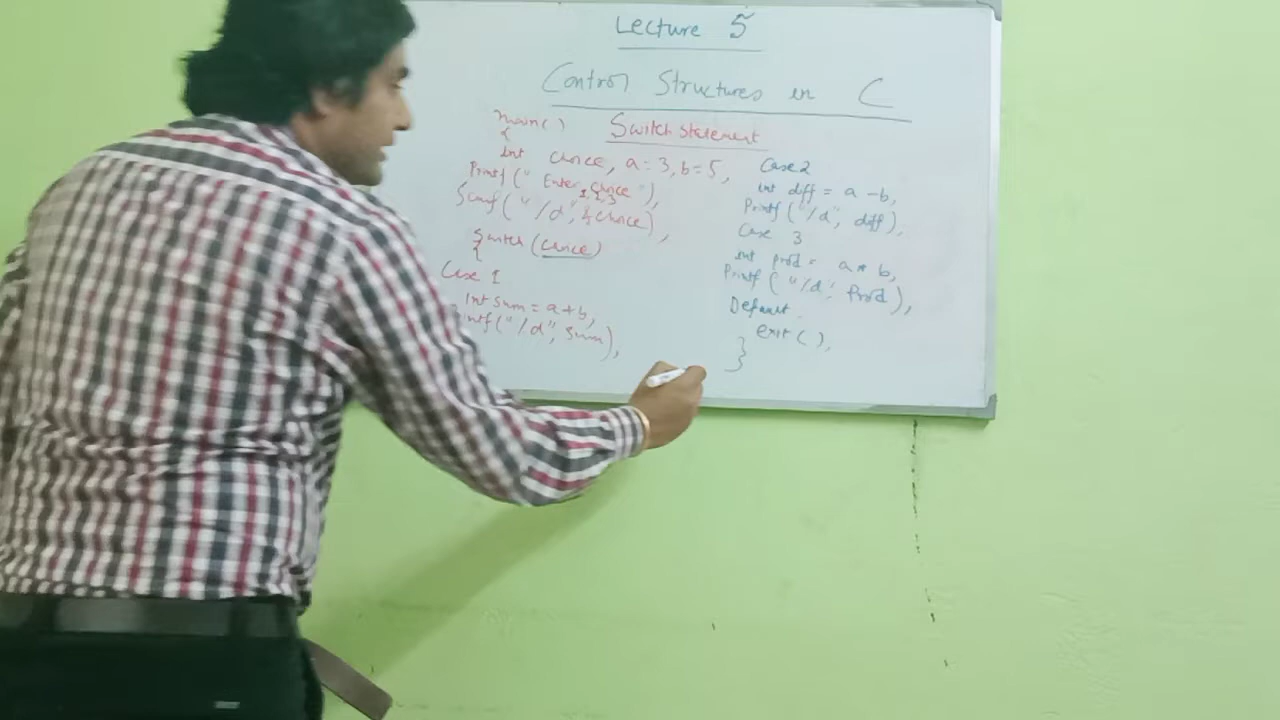 Lecture 5
Control Structures in C
Switch Statement
main( )
{
int choice, a=3, b=5,
Printf(" Enter choice "),
1,2,3
Scanf("/d", &choice),
Switch (choice)
{
Case 1
Int sum = a+b,
intf("/d", Sum),
Case 2
int diff = a -b,
Printf("/d", diff),
Case 3
int prod= a * b,
Printf ("/d", Prod),
Default.
exit( ),
}